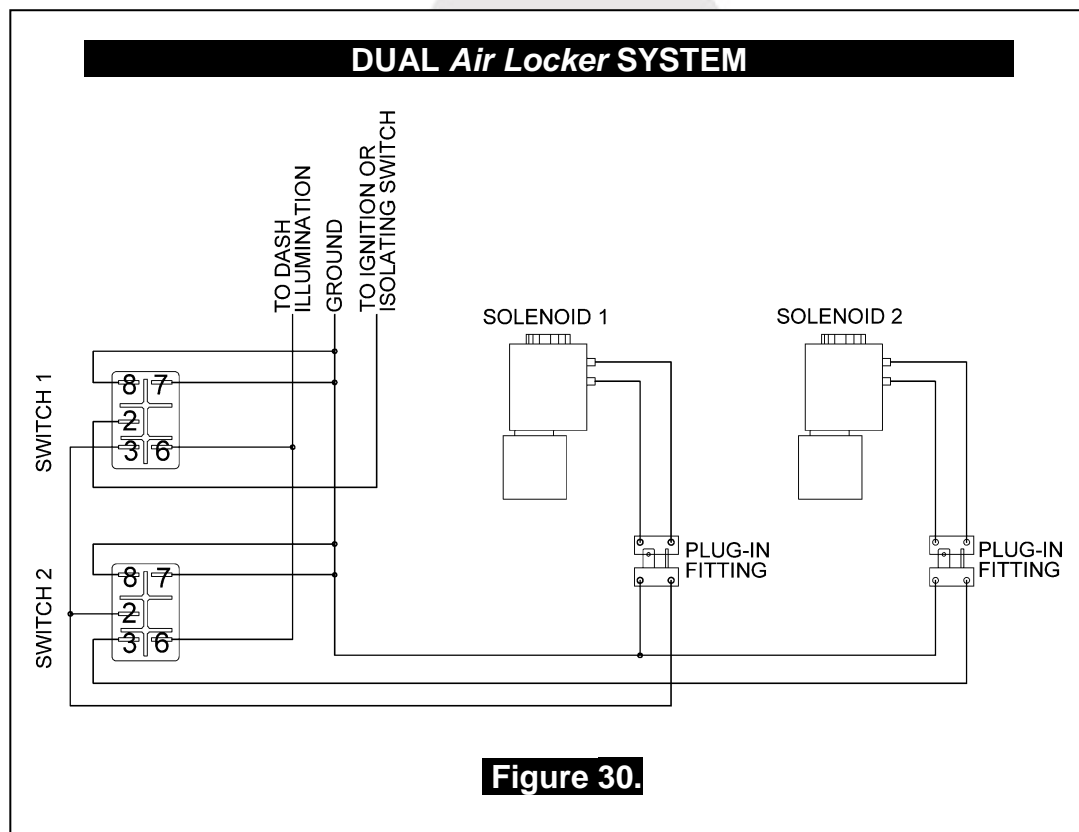 DUAL Air Locker SYSTEM
TO DASH
ILLUMINATION
GROUND
TO IGNITION OR
ISOLATING SWITCH
SOLENOID 1
SOLENOID 2
SWITCH 1
8 7
2
3 6
SWITCH 2
8 7
2
3 6
PLUG-IN
FITTING
PLUG-IN
FITTING
Figure 30.